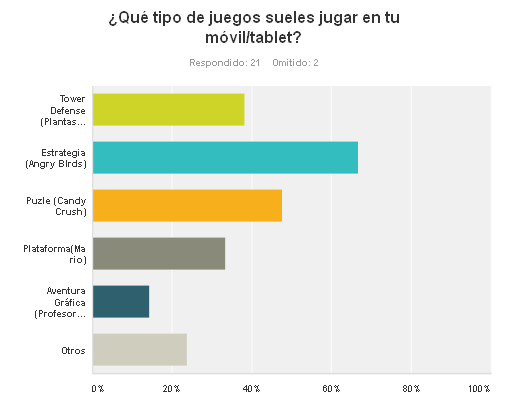 ¿Qué tipo de juegos sueles jugar en tu
móvil/tablet?
Respondido: 21 Omitido: 2
Tower
Defense
(Plantas...
Estrategia
(Angry BIrds)
Puzle (Candy
Crush)
Plataforma(Ma
rio)
Aventura
Gráfica
(Profesor...
Otros
0% 20% 40% 60% 80% 100%